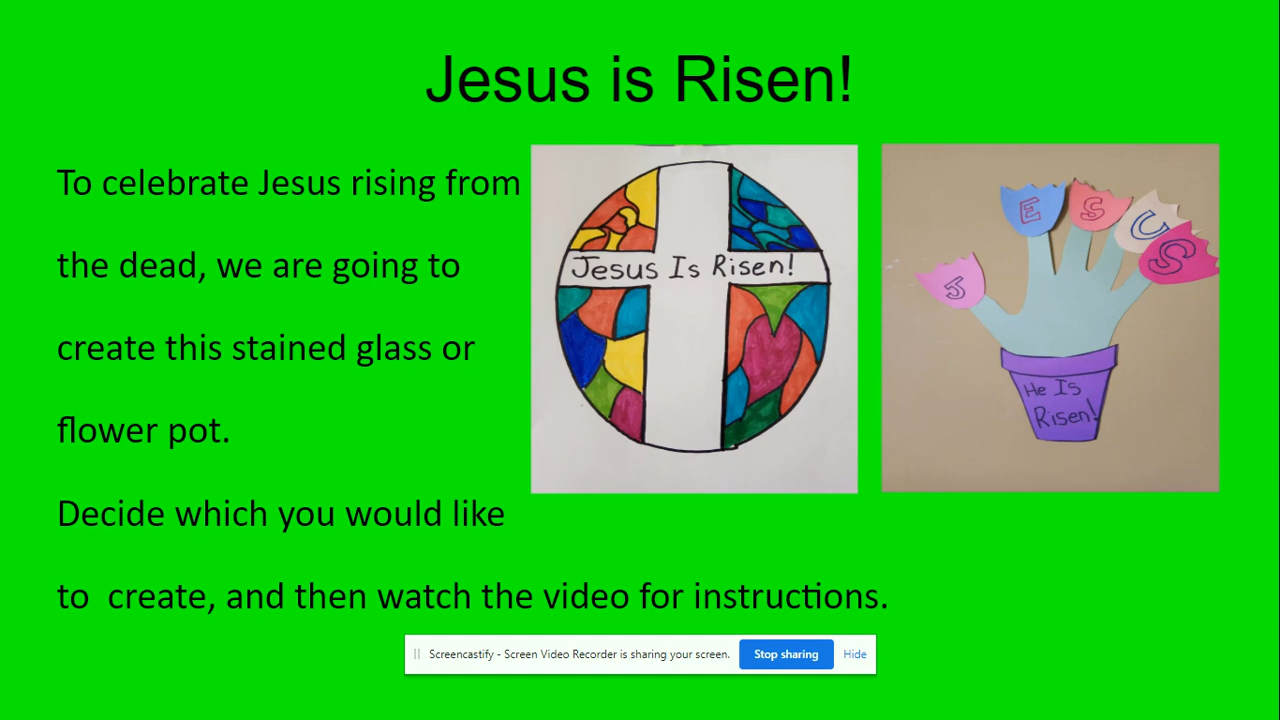 Jesus is Risen!
To celebrate Jesus rising from
the dead, we are going to
create this stained glass or
flower pot.
Decide which you would like
to  create, and then watch the video for instructions.
Jesus Is Risen!
J
E
S
U
S
He Is
Risen!
Screencastify - Screen Video Recorder is sharing your screen.
Stop sharing
Hide